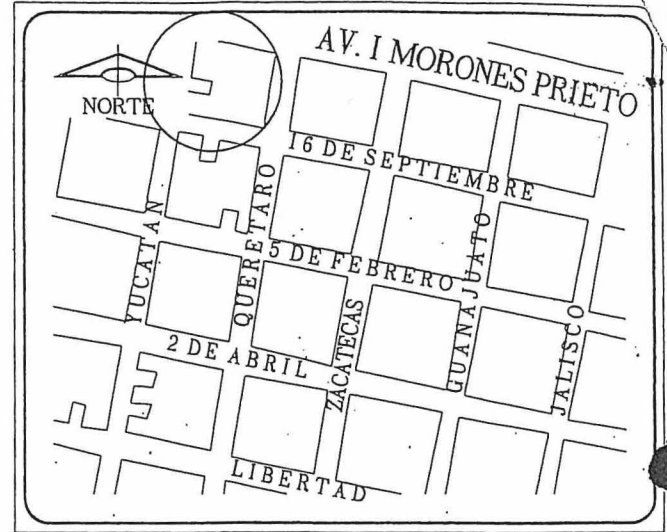 AV. I MORONES PRIETO
NORTE
16 DE SEPTIEMBRE
YUCATAN
QUERETARO
5 DE FEBRERO
GUANAJUATO
ZACATECAS
JALISCO
2 DE ABRIL
LIBERTAD